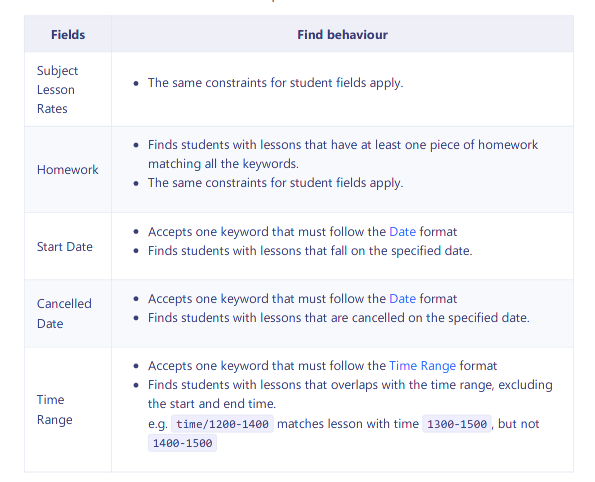 Fields Find behaviour
Subject
Lesson
Rates
The same constraints for student fields apply.
Homework
Finds students with lessons that have at least one piece of homework
matching all the keywords.
The same constraints for student fields apply.
Start Date
Accepts one keyword that must follow the Date format
Finds students with lessons that fall on the specified date.
Cancelled
Date
Accepts one keyword that must follow the Date format
Finds students with lessons that are cancelled on the specified date.
Time
Range
Accepts one keyword that must follow the Time Range format
Finds students with lessons that overlaps with the time range, excluding
the start and end time.
e.g. time/1200-1400 matches lesson with time 1300-1500, but not
1400-1500